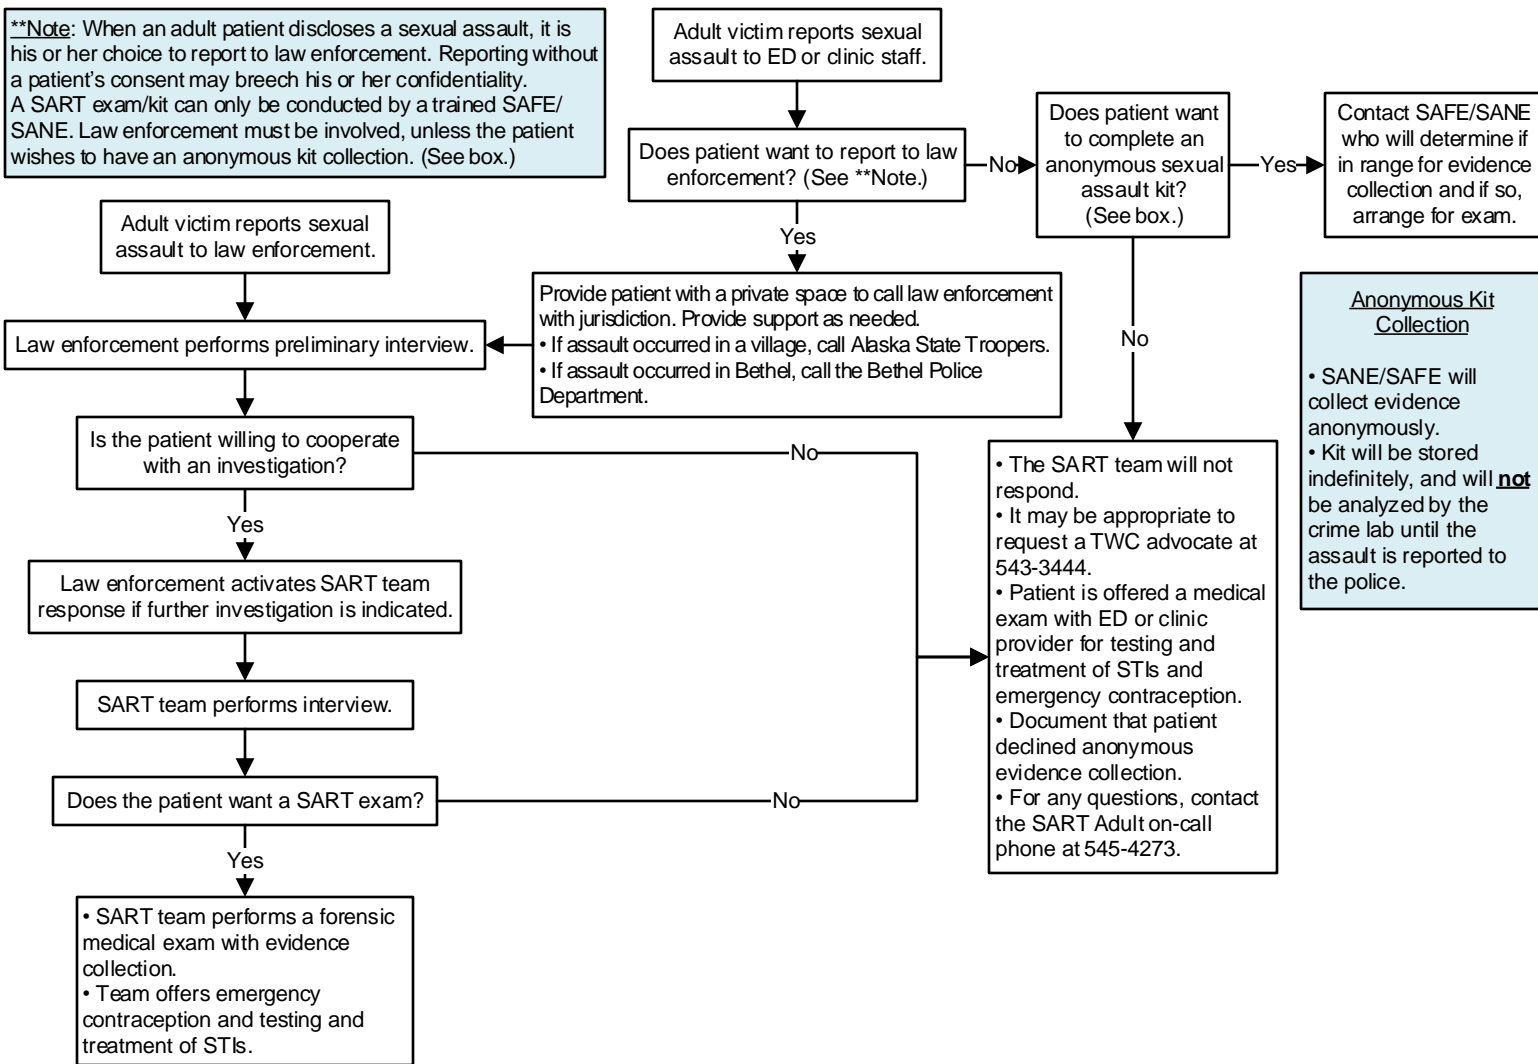 **Note: When an adult patient discloses a sexual assault, it is
his or her choice to report to law enforcement. Reporting without
a patient's consent may breech his or her confidentiality.
A SART exam/kit can only be conducted by a trained SAFE/
SANE. Law enforcement must be involved, unless the patient
wishes to have an anonymous kit collection. (See box.)
Adult victim reports sexual
assault to ED or clinic staff.
Does patient want to report to law
enforcement? (See **Note.)
No
Does patient want
to complete an
anonymous sexual
assault kit?
(See box.)
Yes
Contact SAFE/SANE
who will determine if
in range for evidence
collection and if so,
arrange for exam.
Adult victim reports sexual
assault to law enforcement.
Yes
Provide patient with a private space to call law enforcement
with jurisdiction. Provide support as needed.
• If assault occurred in a village, call Alaska State Troopers.
• If assault occurred in Bethel, call the Bethel Police
Department.
Law enforcement performs preliminary interview.
No
Anonymous Kit
Collection
• SANE/SAFE will
collect evidence
anonymously.
• Kit will be stored
indefinitely, and will not
be analyzed by the
crime lab until the
assault is reported to
the police.
Is the patient willing to cooperate
with an investigation?
No
Yes
• The SART team will not
respond.
• It may be appropriate to
request a TWC advocate at
543-3444.
• Patient is offered a medical
exam with ED or clinic
provider for testing and
treatment of STIs and
emergency contraception.
• Document that patient
declined anonymous
evidence collection.
• For any questions, contact
the SART Adult on-call
phone at 545-4273.
Law enforcement activates SART team
response if further investigation is indicated.
SART team performs interview.
Does the patient want a SART exam?
No
Yes
• SART team performs a forensic
medical exam with evidence
collection.
• Team offers emergency
contraception and testing and
treatment of STIs.